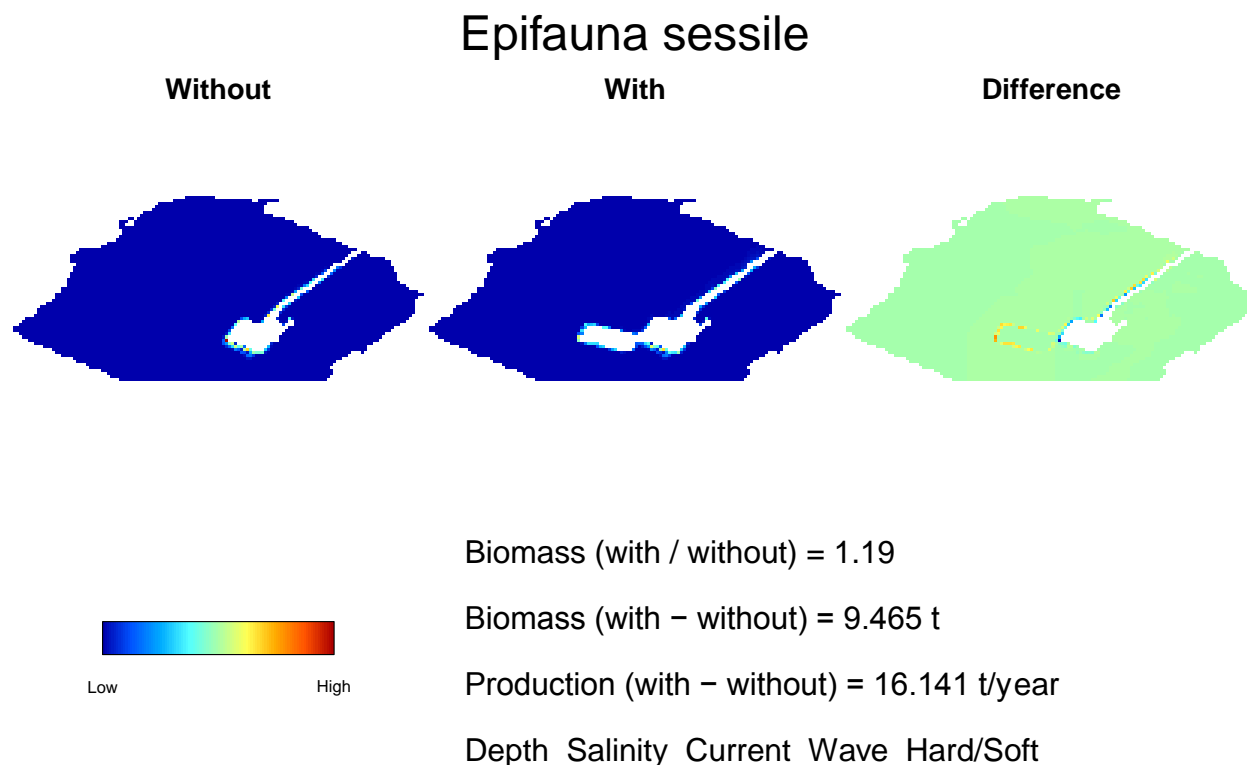 Epifauna sessile
Without With Difference
Biomass (with / without) = 1.19
Biomass (with − without) = 9.465 t
Low High
Production (with − without) = 16.141 t/year
Depth Salinity Current Wave Hard/Soft